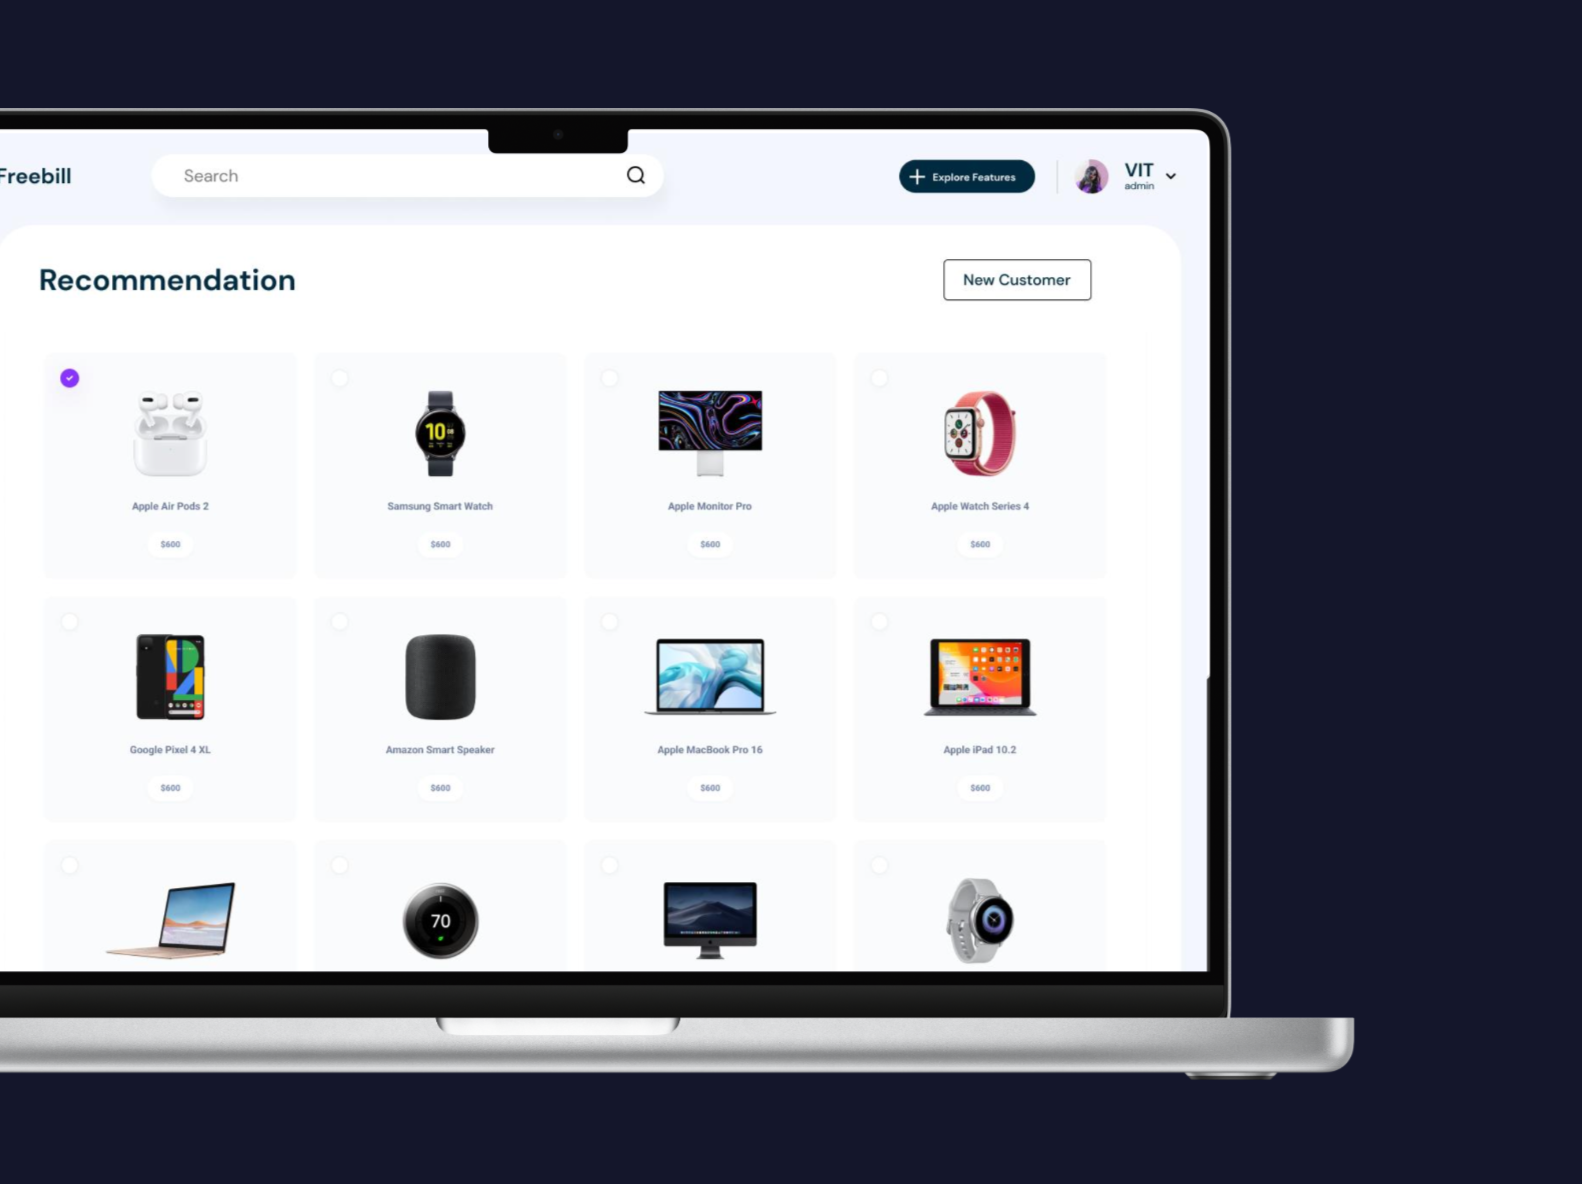 Freebill
Search
Explore Features
VIT
admin
Recommendation
New Customer
Apple Air Pods 2
Samsung Smart Watch
Apple Monitor Pro
Apple Watch Series 4
$600
$600
$600
$600
Google Pixel 4 XL
Amazon Smart Speaker
Apple MacBook Pro 16
Apple iPad 10.2
$600
$600
$600
$600
10
70